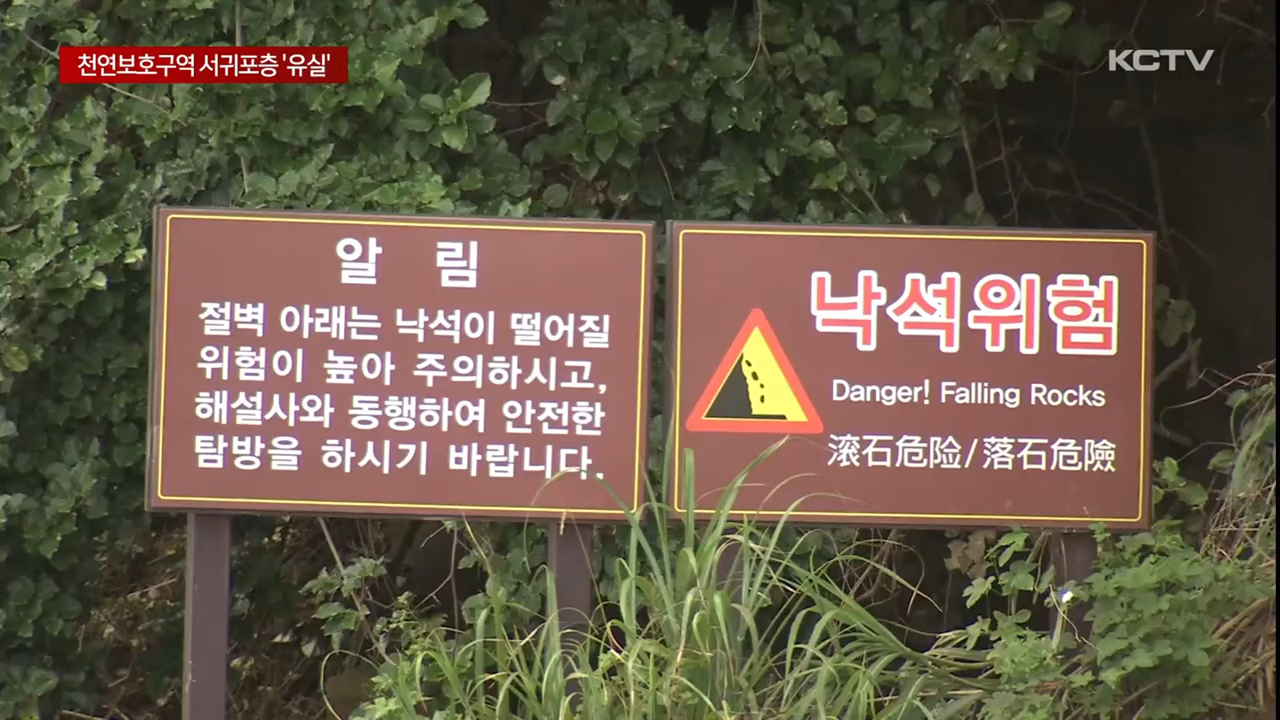 천연보호구역 서귀포층 '유실'
KCTV
알 림
절벽 아래는 낙석이 떨어질
위험이 높아 주의하시고,
해설사와 동행하여 안전한
탐방을 하시기 바랍니다.
낙석위험
Danger! Falling Rocks
滚石危险/落石危險